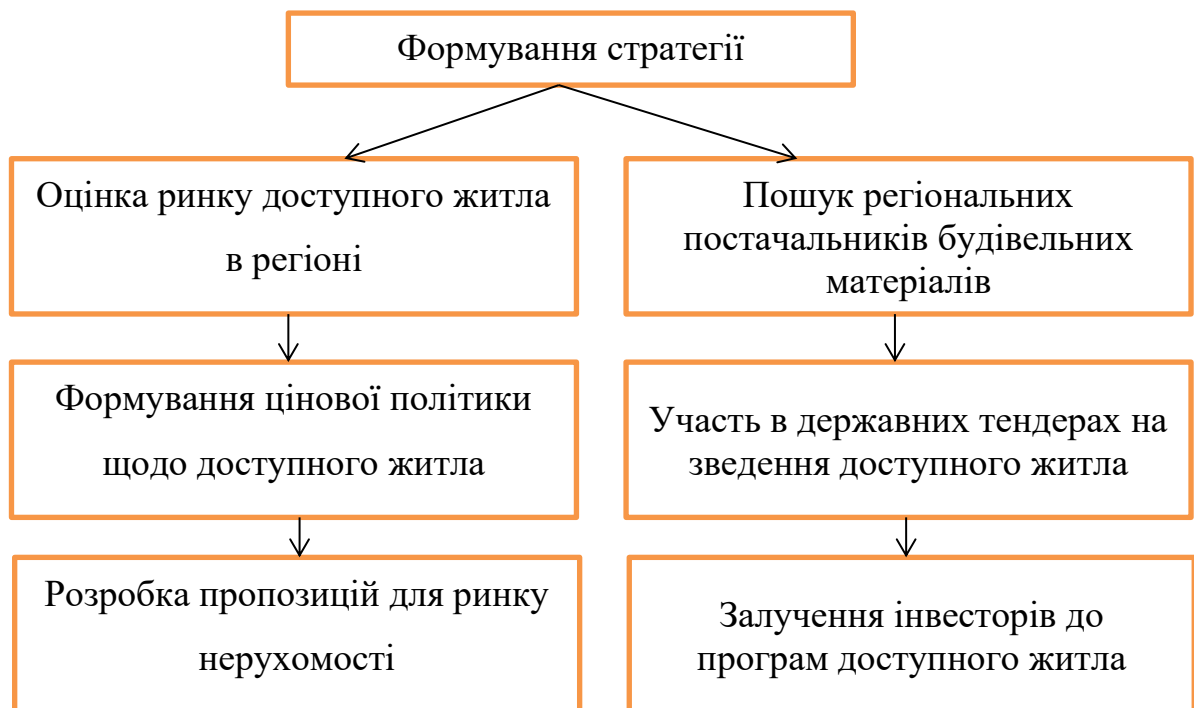 Формування стратегії
Оцінка ринку доступного житла
в регіоні
Пошук регіональних
постачальників будівельних
матеріалів
Формування цінової політики
щодо доступного житла
Участь в державних тендерах на
зведення доступного житла
Розробка пропозицій для ринку
нерухомості
Залучення інвесторів до
програм доступного житла